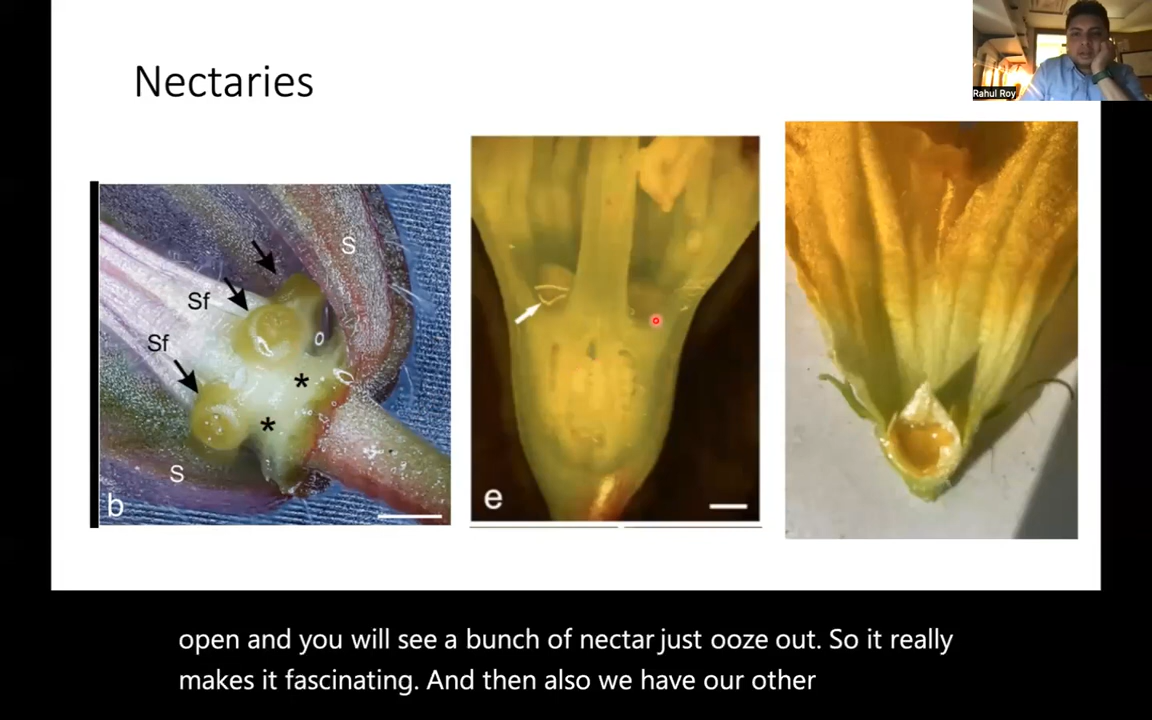 Nectaries
Rahul Roy
S
Sf
Sf
*
*
S
b
e
open and you will see a bunch of nectar just ooze out. So it really
makes it fascinating. And then also we have our other